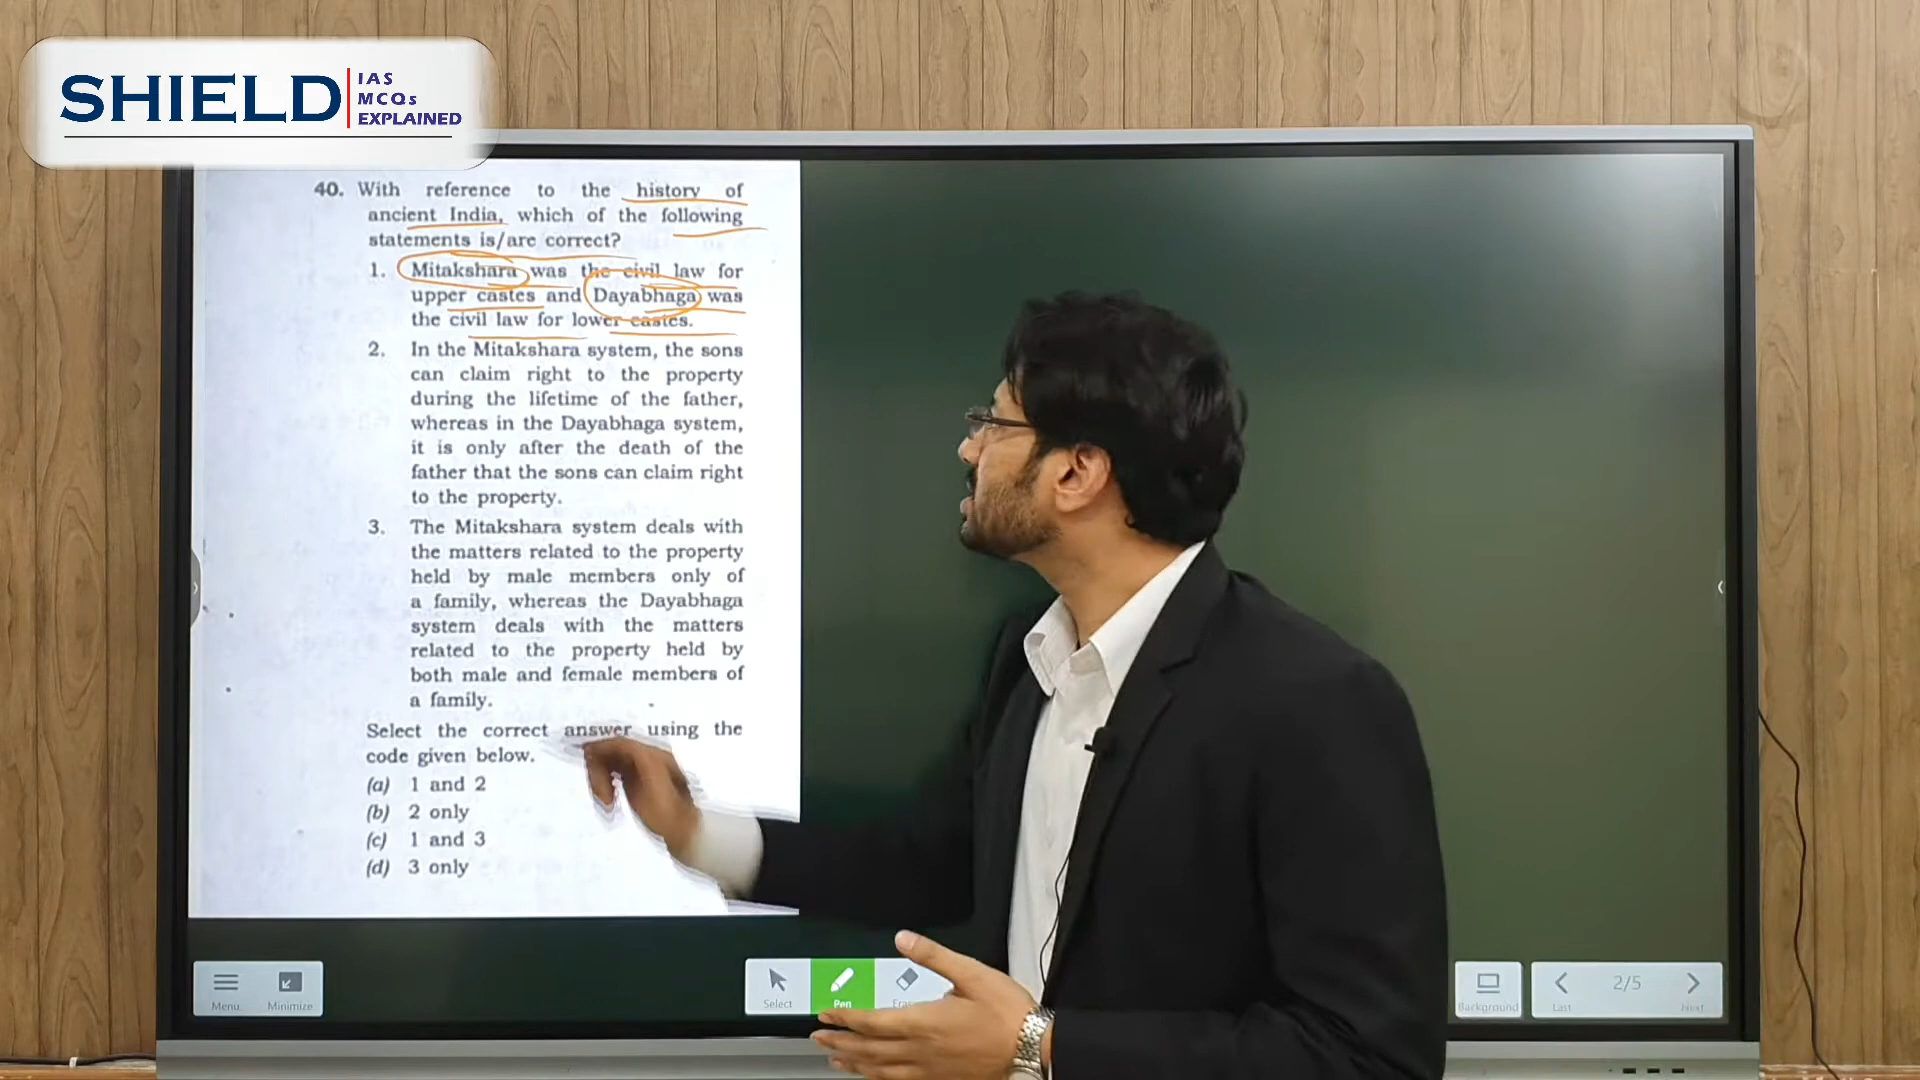 SHIELD
IAS
MCQs
EXPLAINED
40. With reference to the history of
ancient India, which of the following
statements is/are correct?
1. Mitakshara was the civil law for
upper castes and Dayabhaga was
the civil law for lower castes.
2. In the Mitakshara system, the sons
can claim right to the property
during the lifetime of the father,
whereas in the Dayabhaga system,
it is only after the death of the
father that the sons can claim right
to the property.
3. The Mitakshara system deals with
the matters related to the property
held by male members only of
a family, whereas the Dayabhaga
system deals with the matters
related to the property held by
both male and female members of
a family.
Select the correct answer using the
code given below.
(a) 1 and 2
(b) 2 only
(c) 1 and 3
(d) 3 only
Menu
Minimize
Select
Pen
Background
Last
2/5
Next